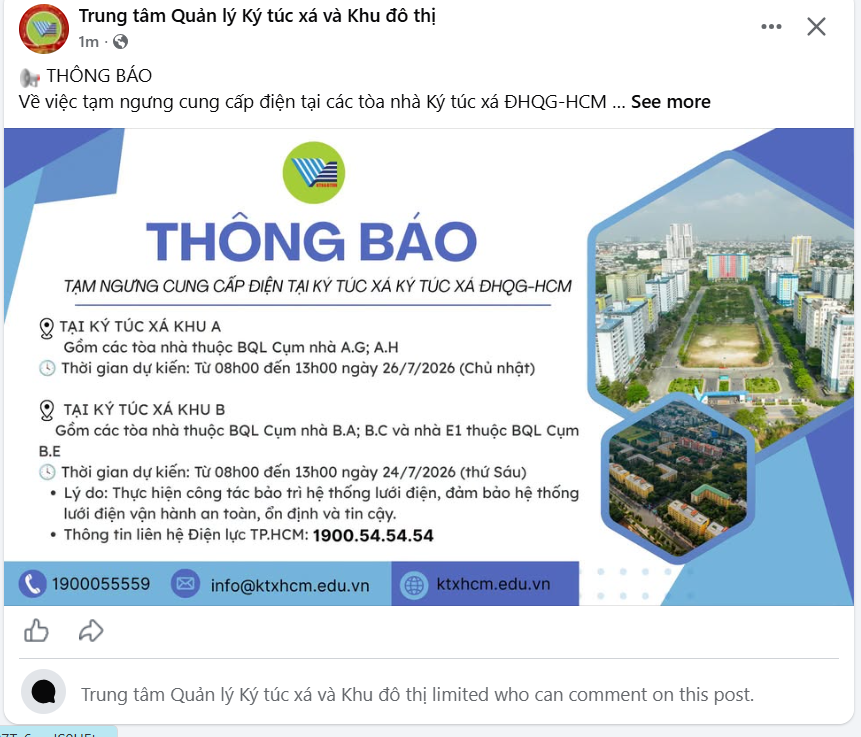 Trung tâm Quản lý Ký túc xá và Khu đô thị
1m ·
THÔNG BÁO
Về việc tạm ngưng cung cấp điện tại các tòa nhà Ký túc xá ĐHQG-HCM ... See more
THÔNG BÁO
TẠM NGƯNG CUNG CẤP ĐIỆN TẠI KÝ TÚC XÁ KÝ TÚC XÁ ĐHQG-HCM
TẠI KÝ TÚC XÁ KHU A
Gồm các tòa nhà thuộc BQL Cụm nhà A.G; A.H
Thời gian dự kiến: Từ 08h00 đến 13h00 ngày 26/7/2026 (Chủ nhật)
TẠI KÝ TÚC XÁ KHU B
Gồm các tòa nhà thuộc BQL Cụm nhà B.A; B.C và nhà E1 thuộc BQL Cụm
B.E
Thời gian dự kiến: Từ 08h00 đến 13h00 ngày 24/7/2026 (thứ Sáu)
• Lý do: Thực hiện công tác bảo trì hệ thống lưới điện, đảm bảo hệ thống
lưới điện vận hành an toàn, ổn định và tin cậy.
• Thông tin liên hệ Điện lực TP.HCM: 1900.54.54.54
1900055559
info@ktxhcm.edu.vn
ktxhcm.edu.vn
Trung tâm Quản lý Ký túc xá và Khu đô thị limited who can comment on this post.